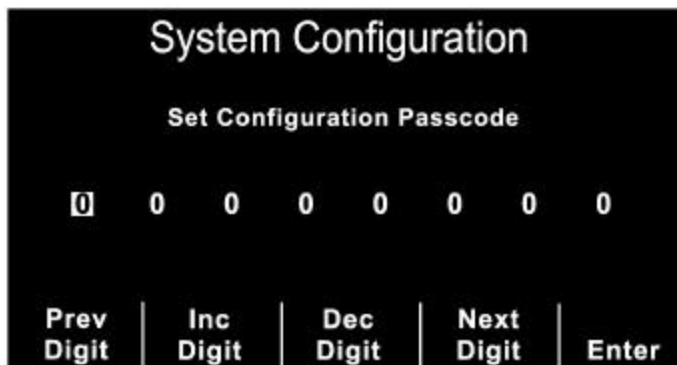 System Configuration
Set Configuration Passcode
0 0 0 0 0 0 0 0
Prev Inc Dec Next
Digit Digit Digit Digit Enter